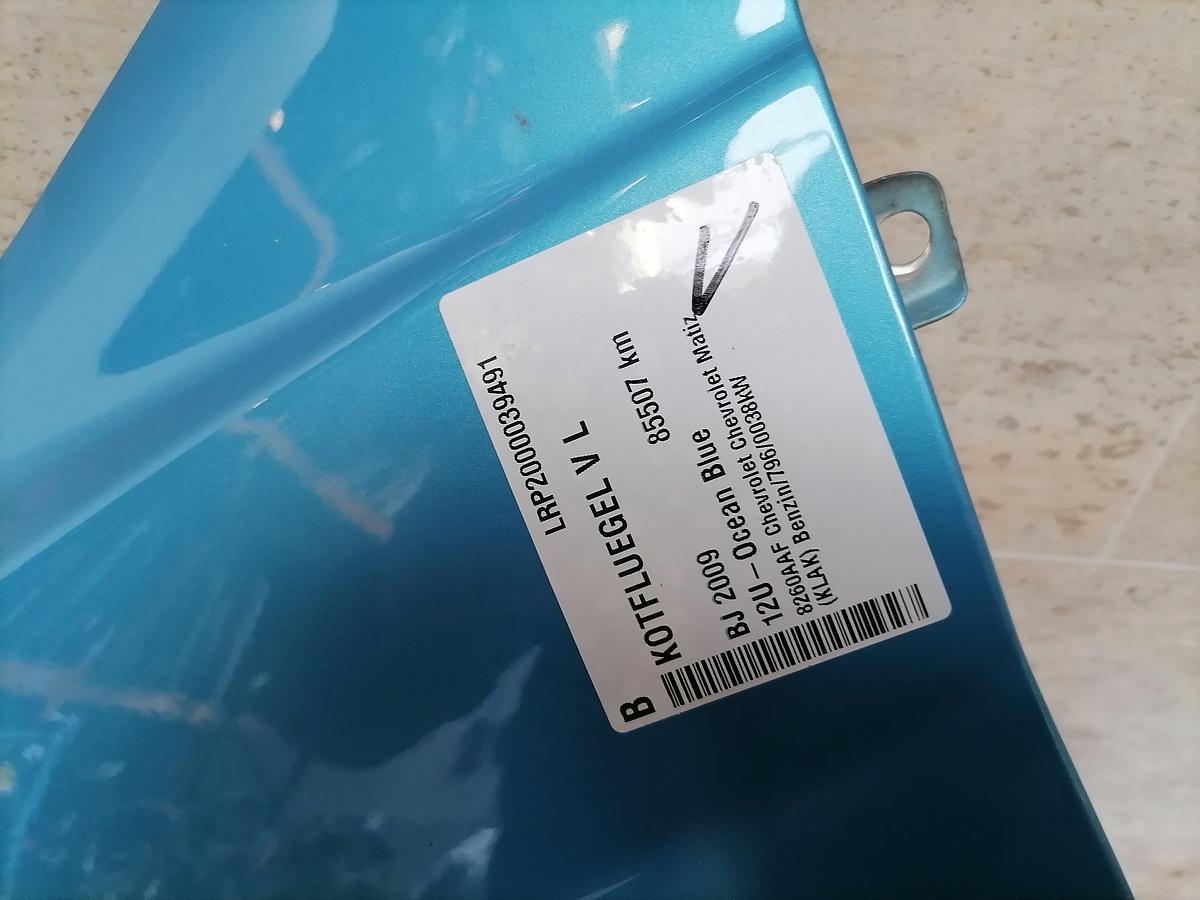 LRP20000039491
B KOTFLUEGEL V L
85507 km
BJ 2009
12U – Ocean Blue
8260AAF Chevrolet Chevrolet Matiz
(KLAK) Benzin/796/0038kW